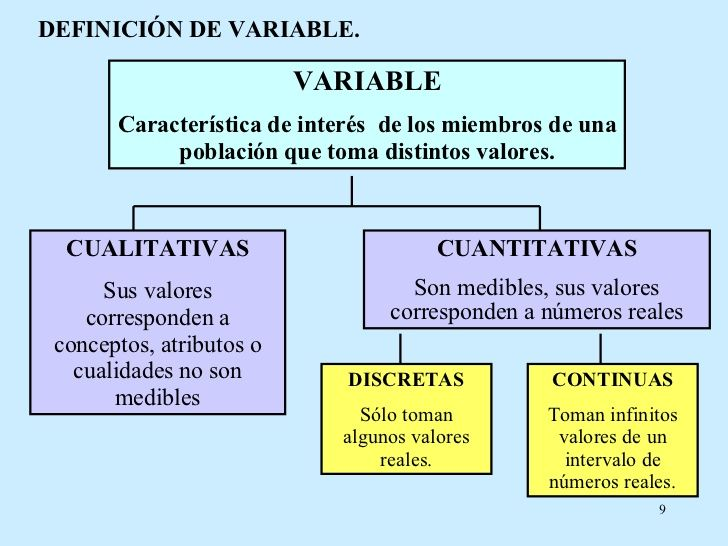 DEFINICIÓN DE VARIABLE.
VARIABLE
Característica de interés de los miembros de una
población que toma distintos valores.
CUALITATIVAS
Sus valores
corresponden a
conceptos, atributos o
cualidades no son
medibles
CUANTITATIVAS
Son medibles, sus valores
corresponden a números reales
DISCRETAS
Sólo toman
algunos valores
reales.
CONTINUAS
Toman infinitos
valores de un
intervalo de
números reales.
9